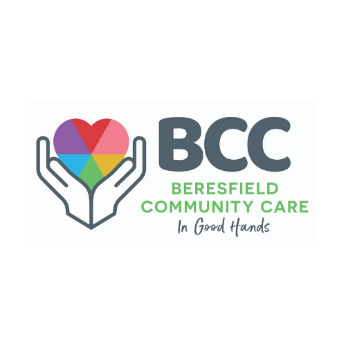 BCC
BERESFIELD
COMMUNITY CARE
In Good Hands